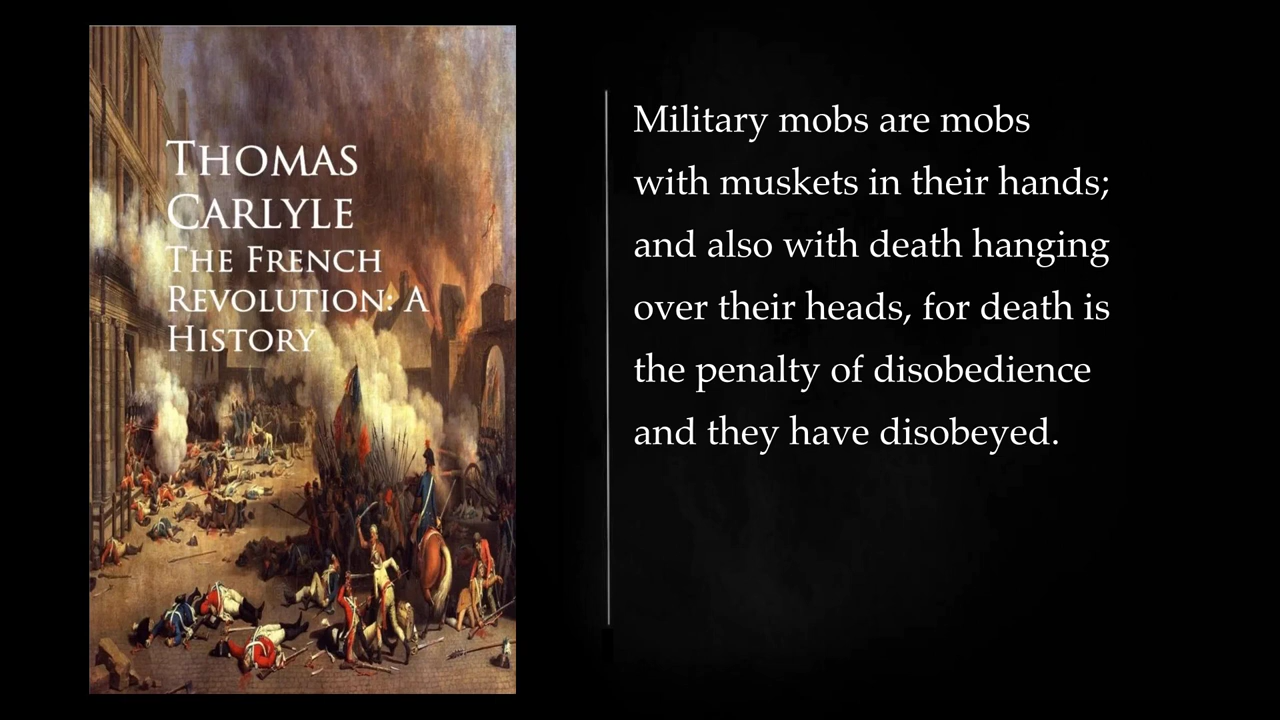 THOMAS
CARLYLE
THE FRENCH
REVOLUTION: A
HISTORY
Military mobs are mobs
with muskets in their hands;
and also with death hanging
over their heads, for death is
the penalty of disobedience
and they have disobeyed.